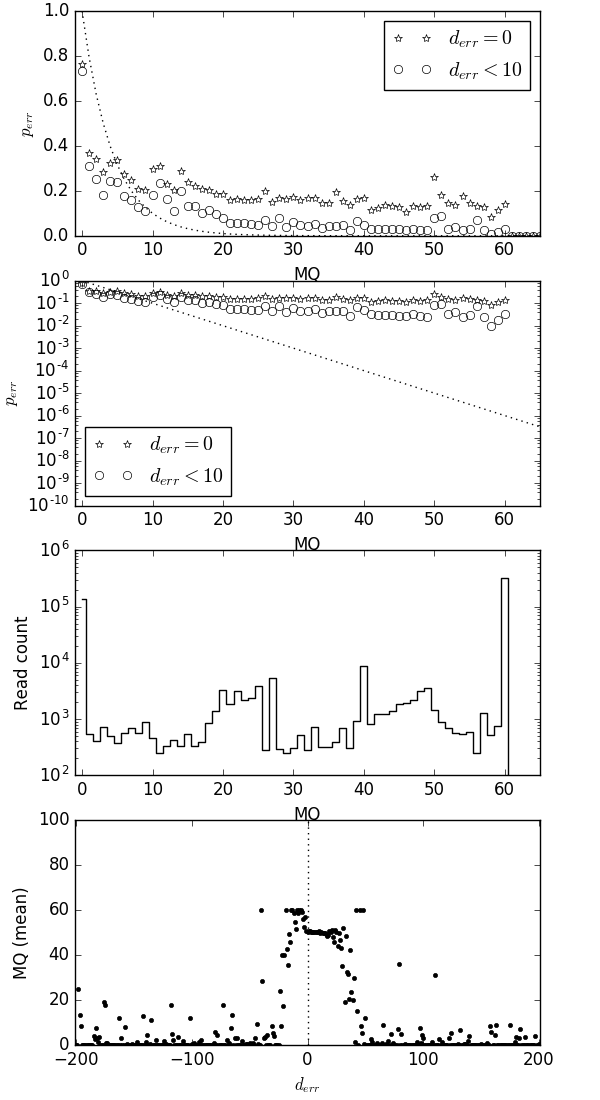 1.0
0.8
0.6
0.4
0.2
0.0
p_err
d_err = 0
d_err < 10
0 10 20 30 40 50 60
MQ
10^0
10^-1
10^-2
10^-3
10^-4
10^-5
10^-6
10^-7
10^-8
10^-9
10^-10
p_err
d_err = 0
d_err < 10
0 10 20 30 40 50 60
MQ
10^6
10^5
10^4
10^3
10^2
Read count
0 10 20 30 40 50 60
MQ
100
80
60
40
20
0
MQ (mean)
−200 −100 0 100 200
d_err